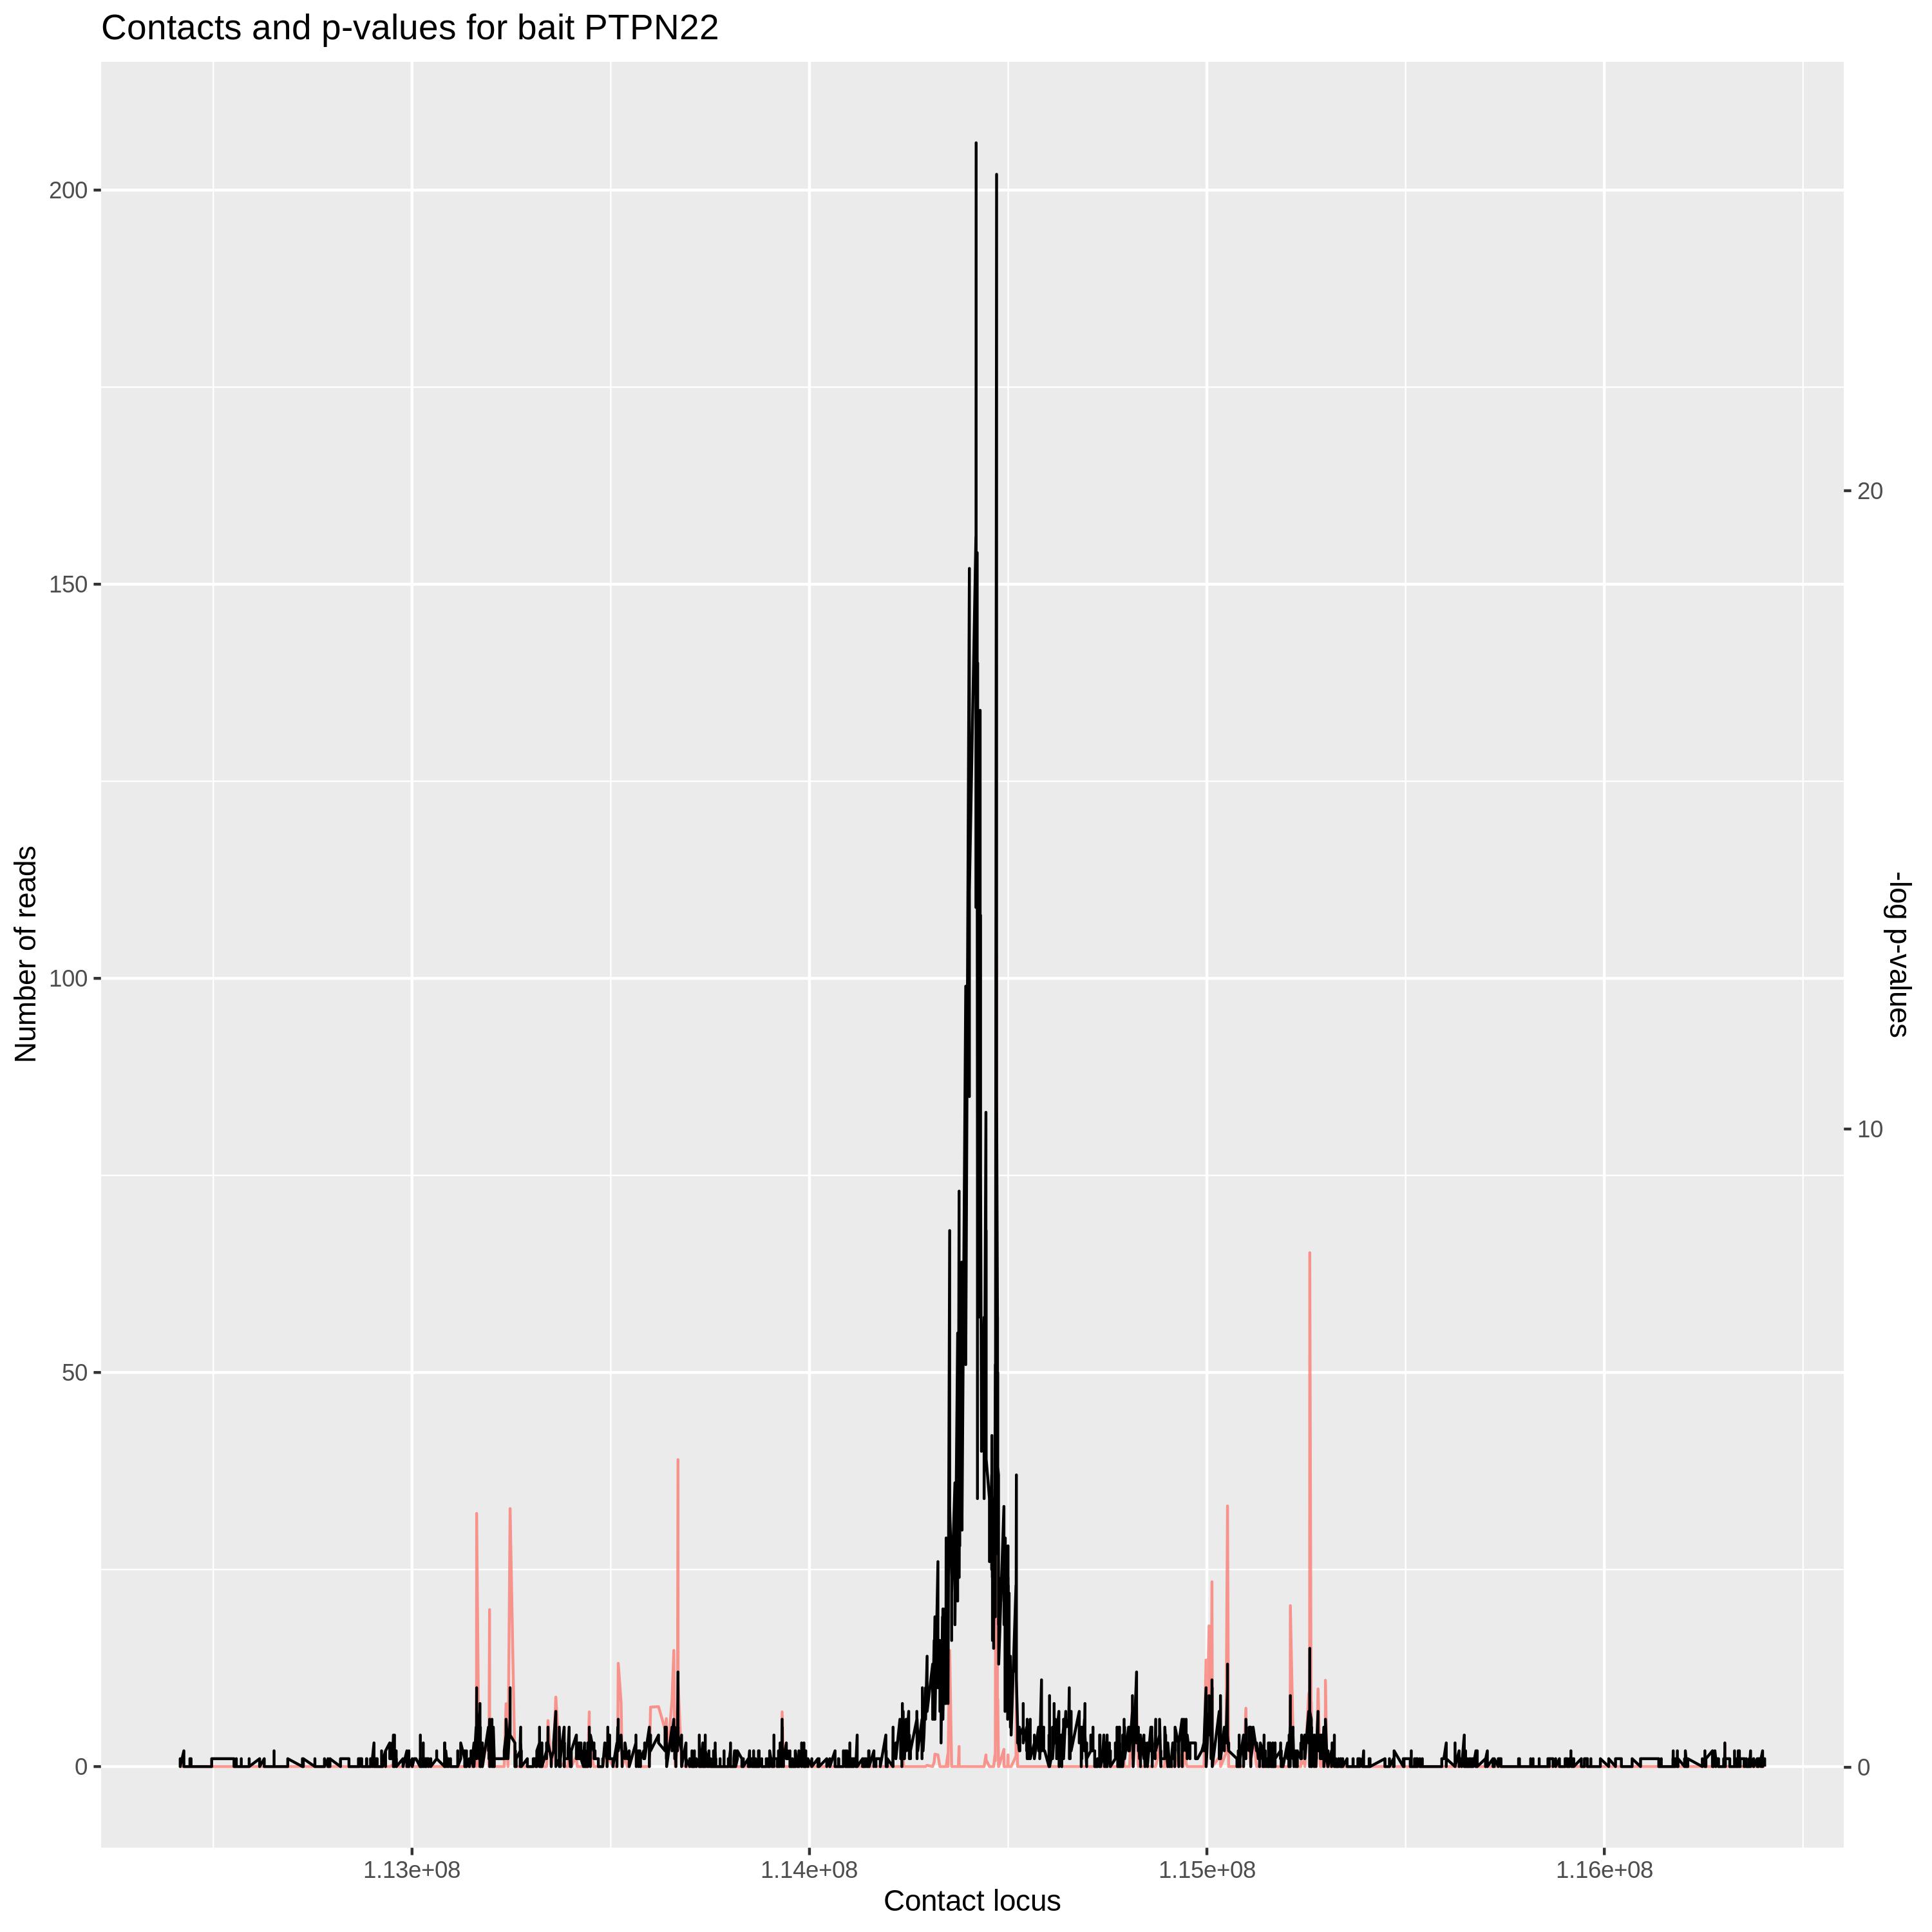 Contacts and p-values for bait PTPN22
200
150
100
50
0
Number of reads
20
10
0
-log p-values
1.13e+08
1.14e+08
1.15e+08
1.16e+08
Contact locus